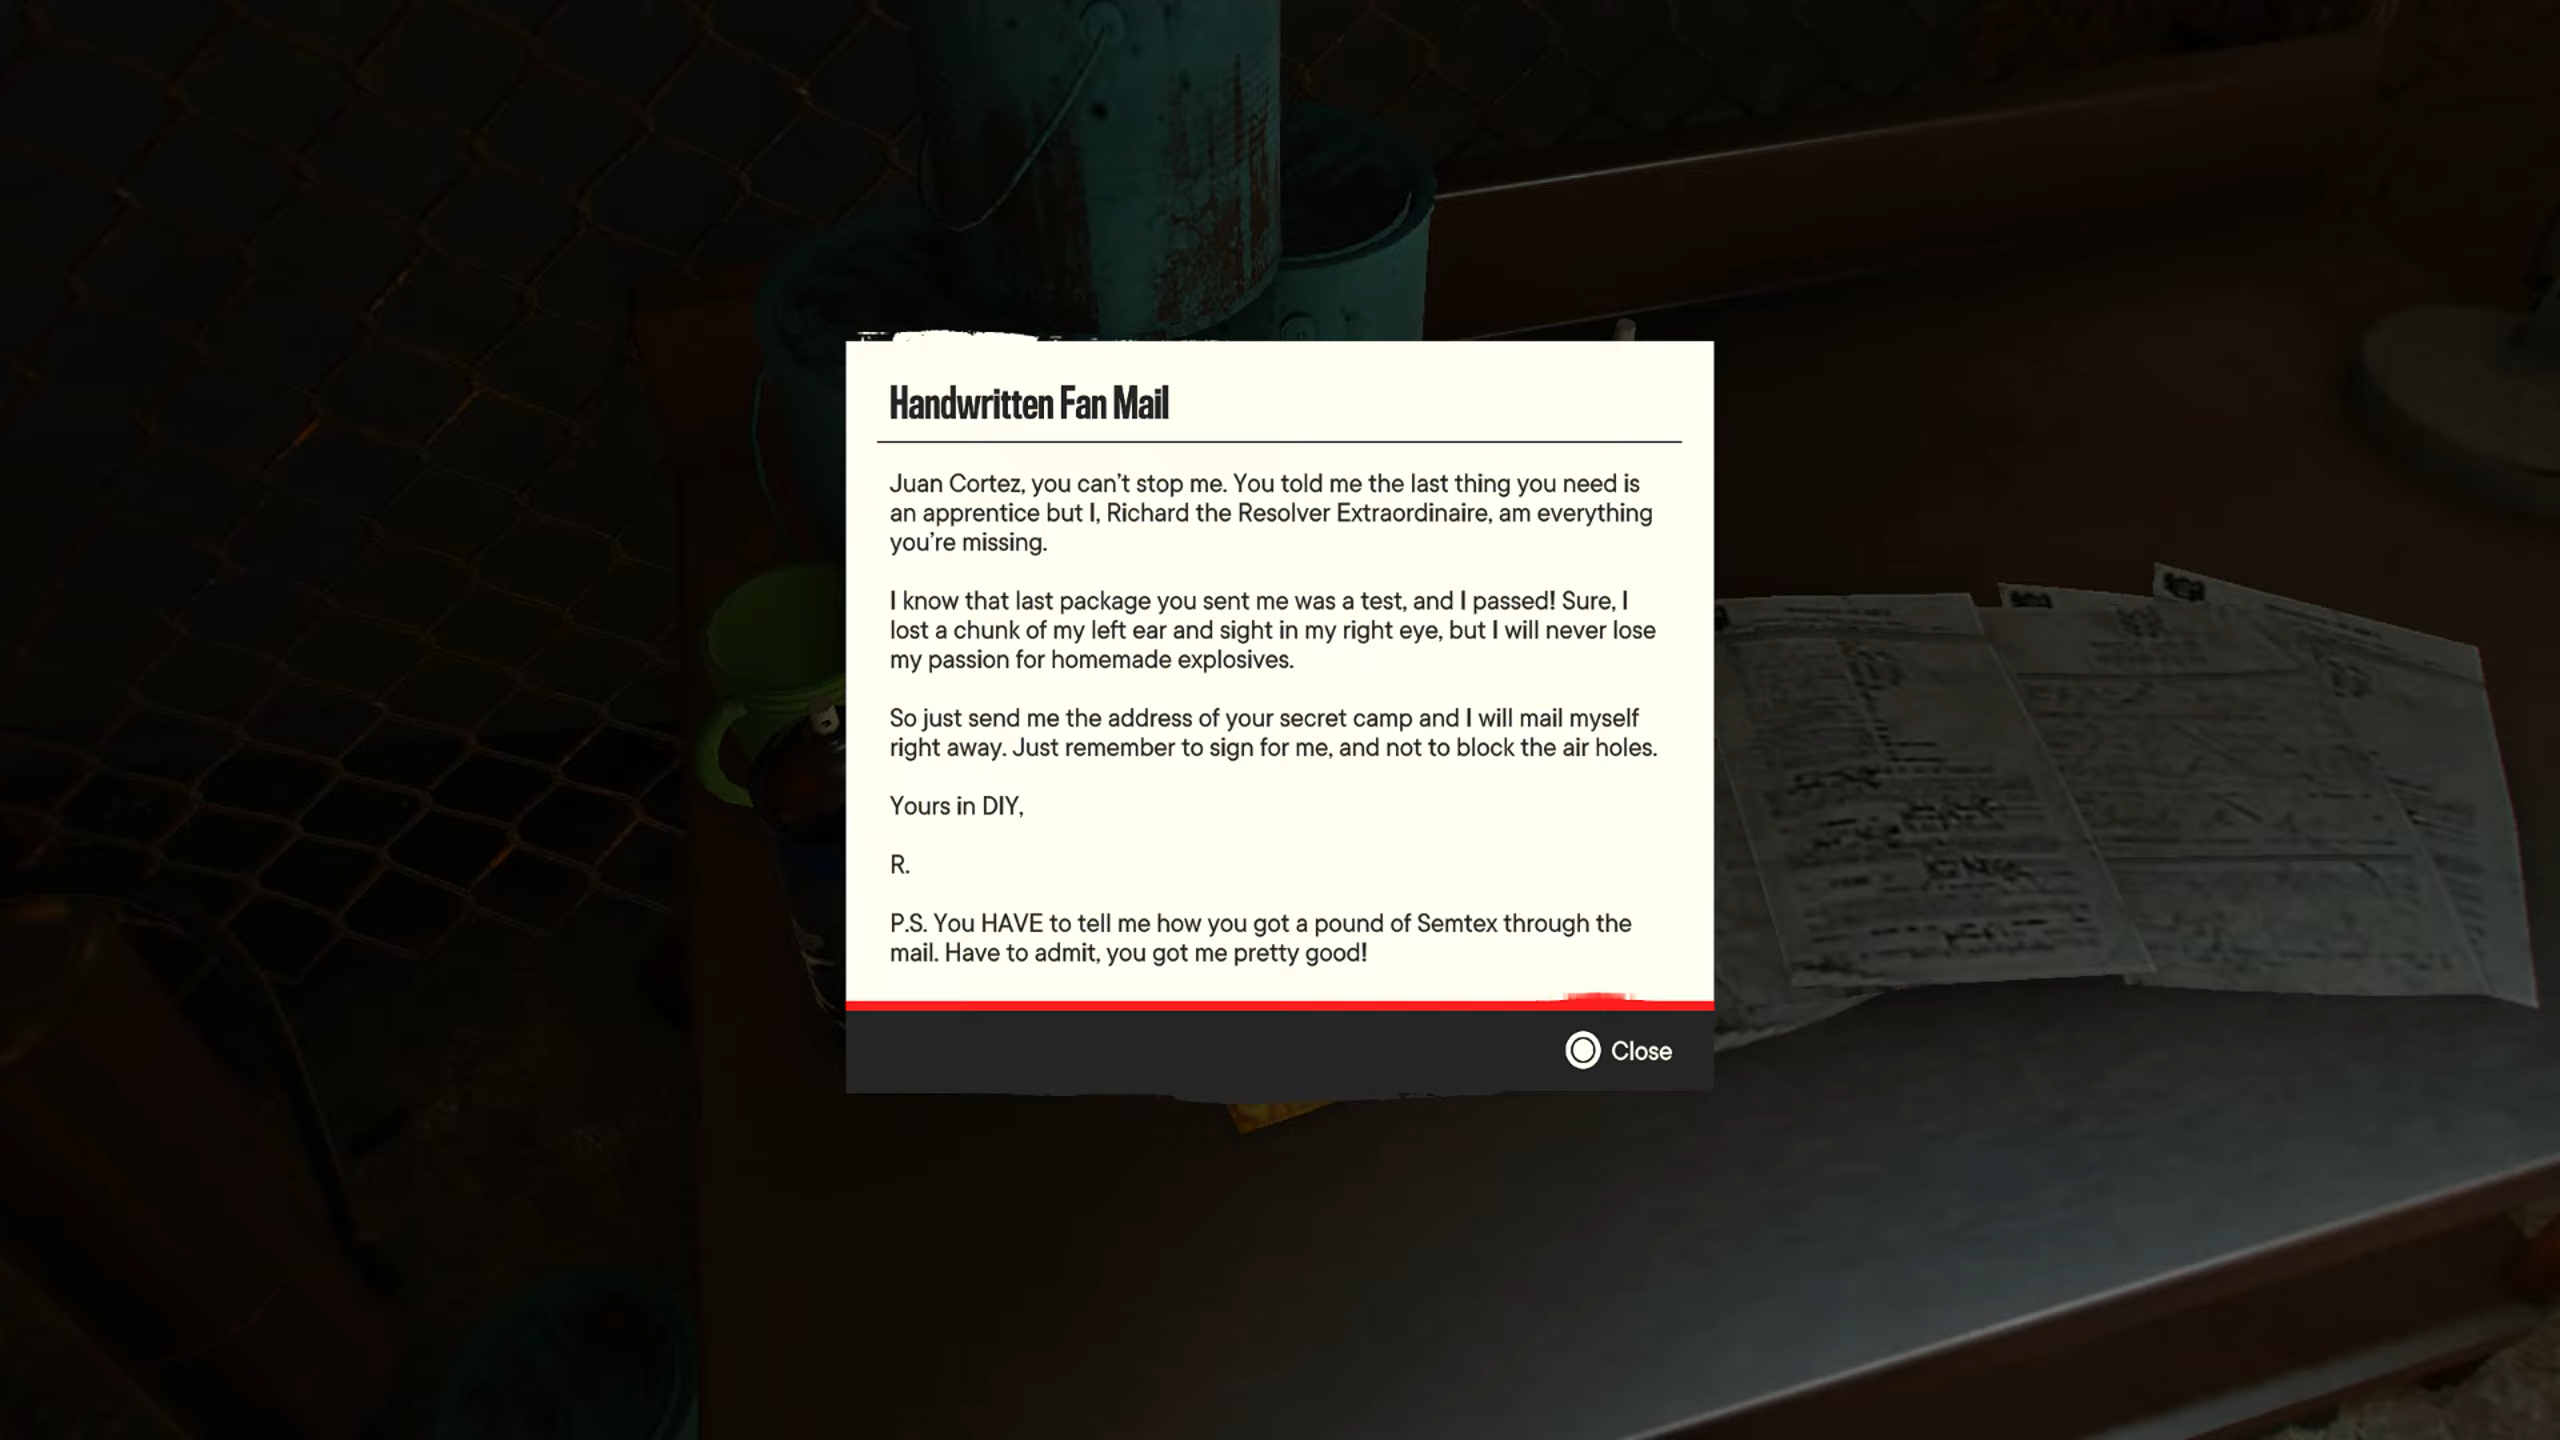 Handwritten Fan Mail
Juan Cortez, you can't stop me. You told me the last thing you need is
an apprentice but I, Richard the Resolver Extraordinaire, am everything
you're missing.
I know that last package you sent me was a test, and I passed! Sure, I
lost a chunk of my left ear and sight in my right eye, but I will never lose
my passion for homemade explosives.
So just send me the address of your secret camp and I will mail myself
right away. Just remember to sign for me, and not to block the air holes.
Yours in DIY,
R.
P.S. You HAVE to tell me how you got a pound of Semtex through the
mail. Have to admit, you got me pretty good!
Close